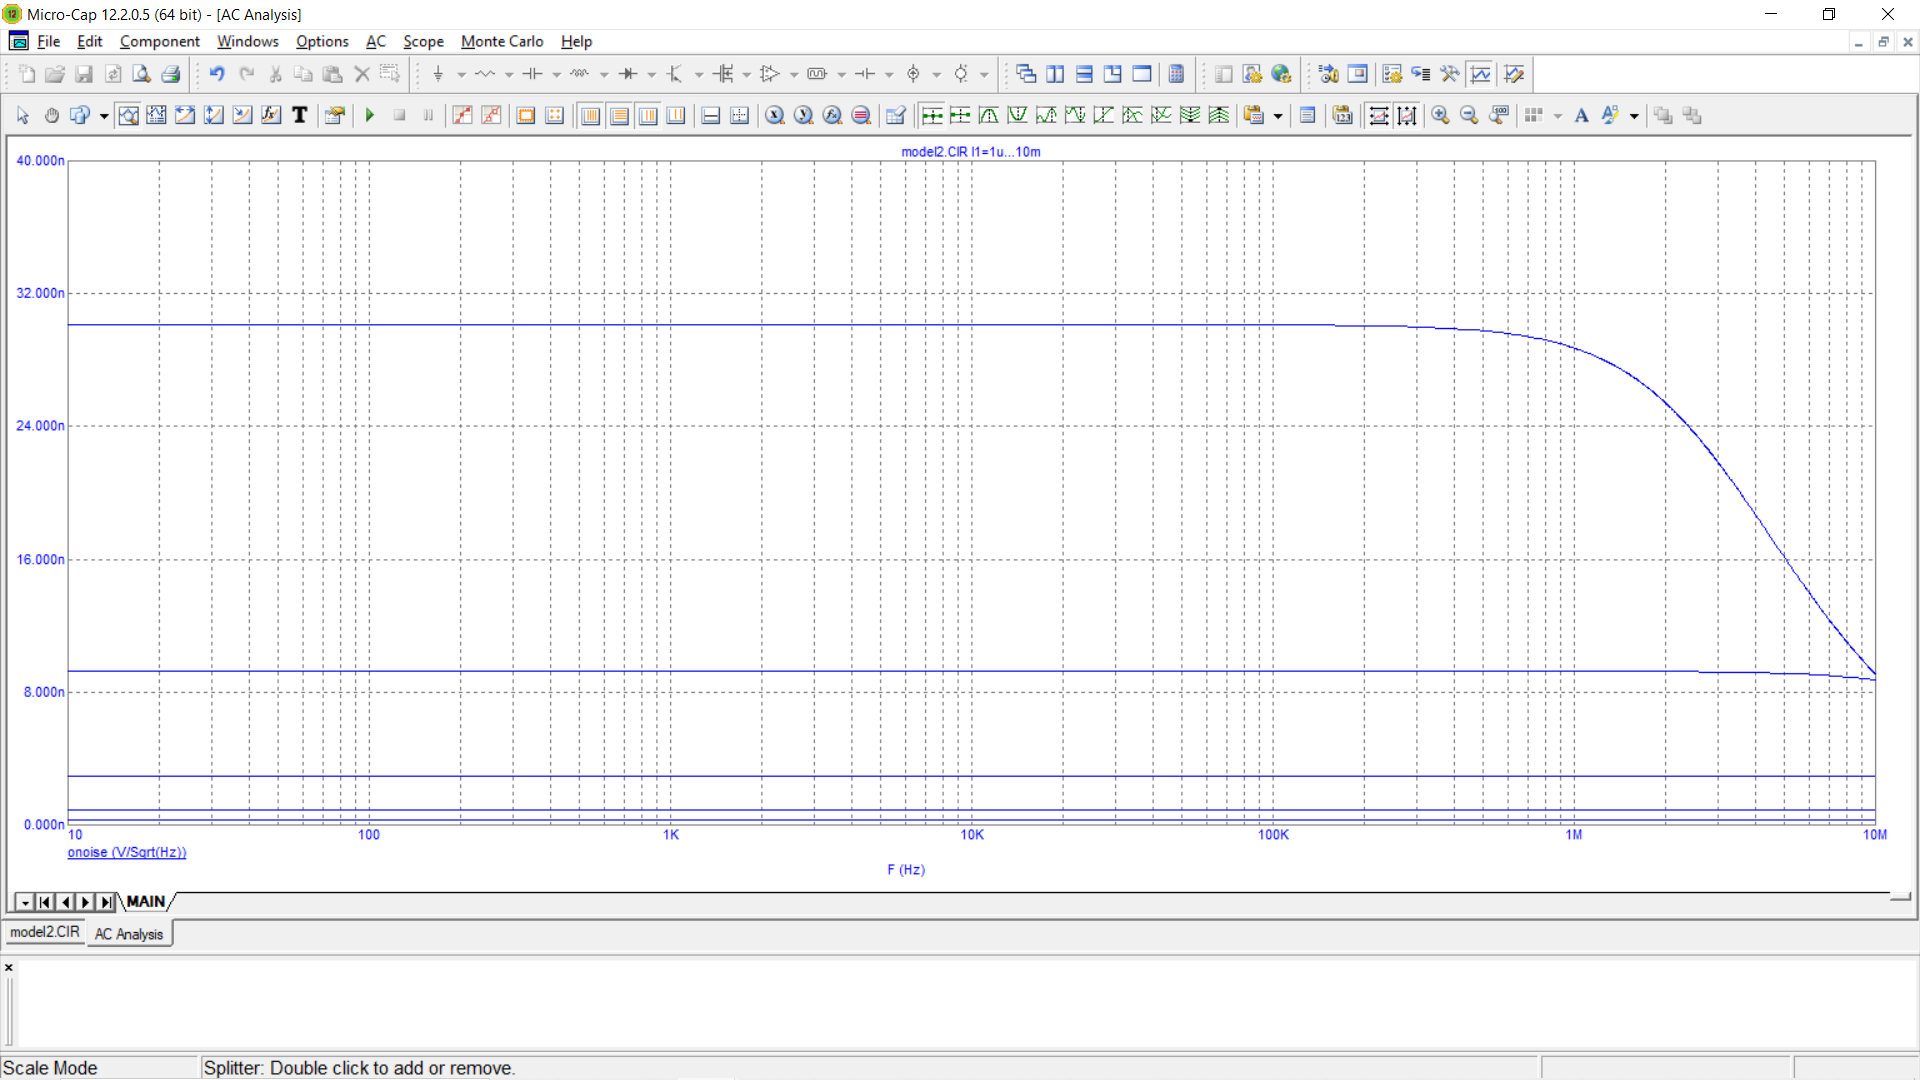 Micro-Cap 12.2.0.5 (64 bit) - [AC Analysis]
File Edit Component Windows Options AC Scope Monte Carlo Help
model2.CIR I1=1u...10m
40.000n
32.000n
24.000n
16.000n
8.000n
0.000n
10 100 1K 10K 100K 1M 10M
onoise (V/Sqrt(Hz))
F (Hz)
MAIN
model2.CIR AC Analysis
Scale Mode Splitter: Double click to add or remove.